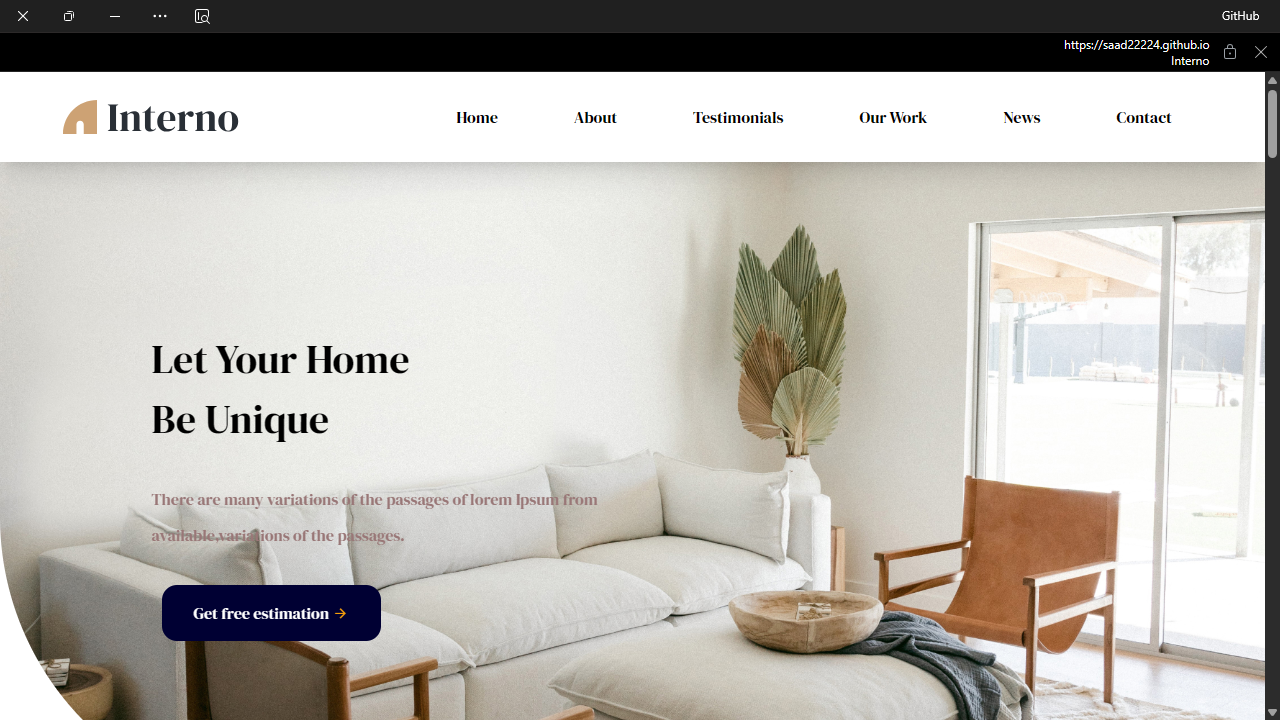 GitHub
https://saad22224.github.io
Interno
Interno
Home About Testimonials Our Work News Contact
Let Your Home
Be Unique
There are many variations of the passages of lorem Ipsum from
available,variations of the passages.
Get free estimation →